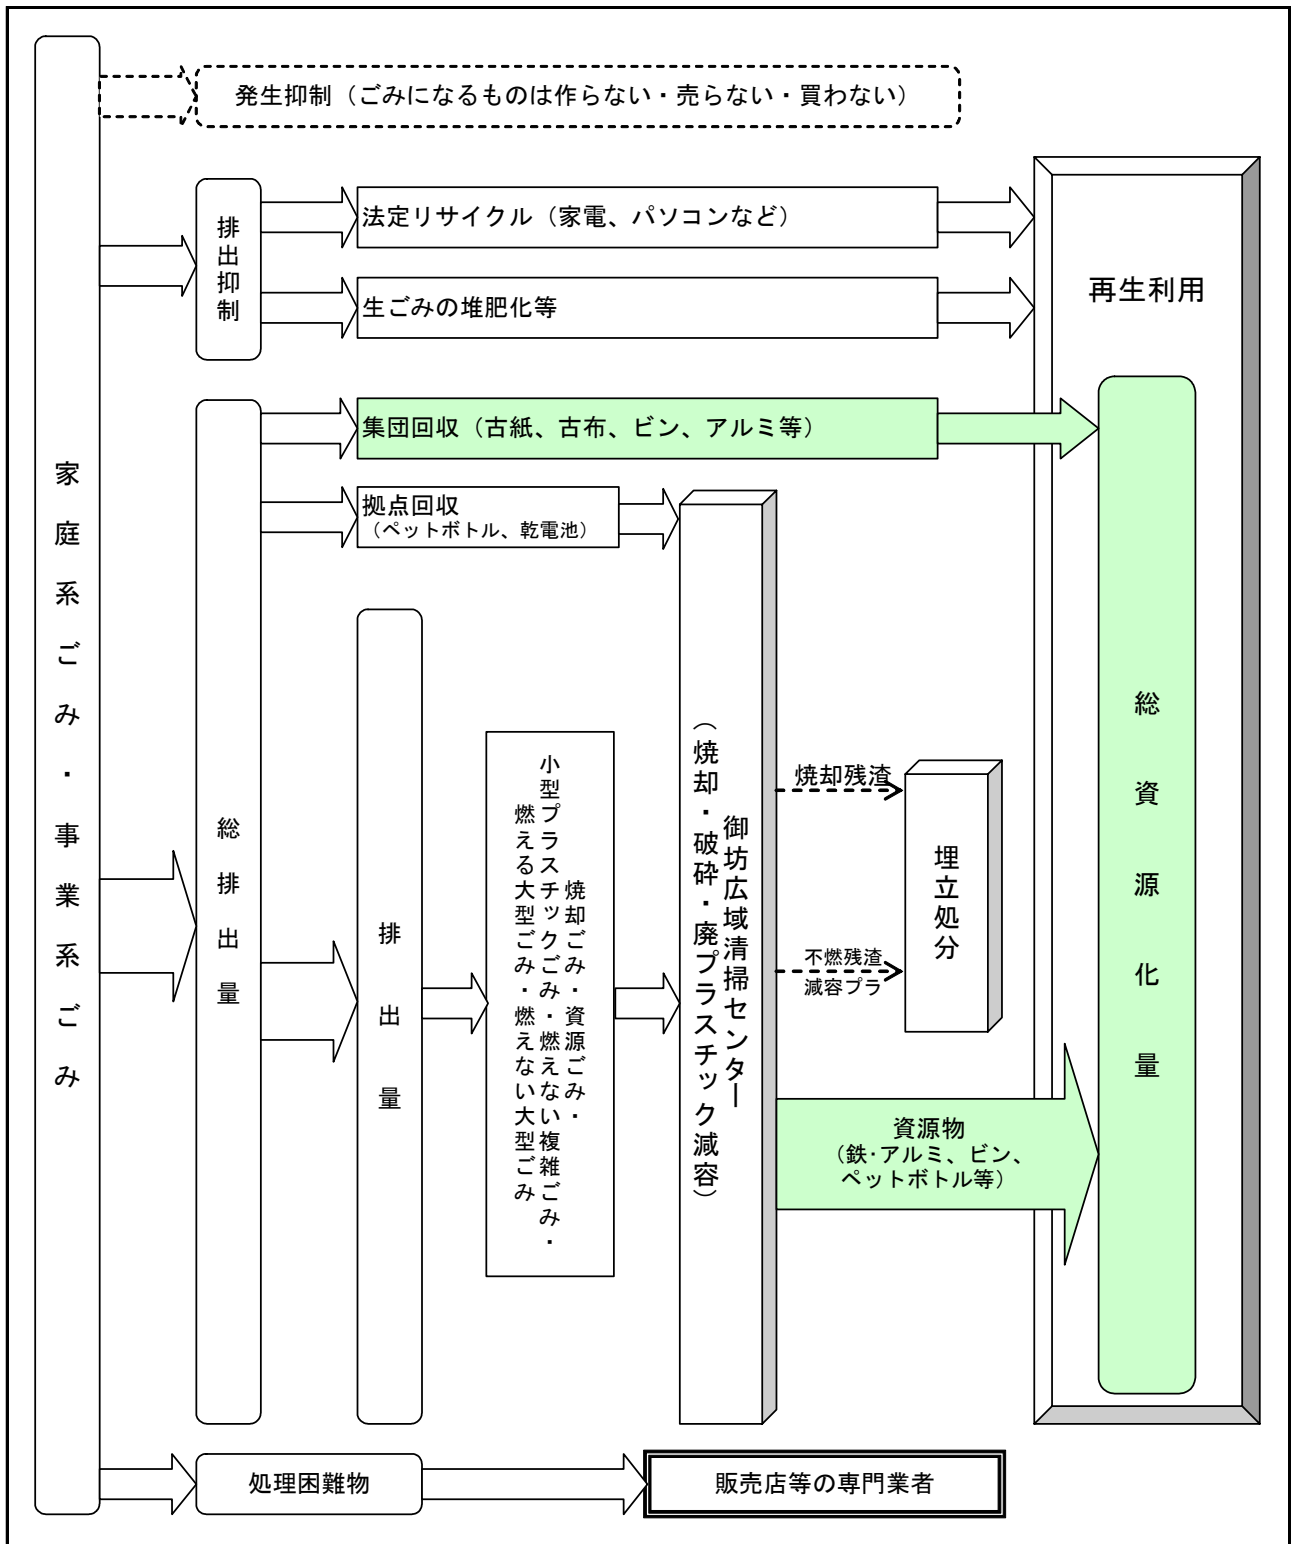 発生抑制（ごみになるものは作らない・売らない・買わない）
家庭系ごみ・事業系ごみ
排出抑制
法定リサイクル（家電、パソコンなど）
生ごみの堆肥化等
再生利用
総排出量
集団回収（古紙、古布、ビン、アルミ等）
拠点回収
（ペットボトル、乾電池）
排出量
焼却ごみ・資源ごみ・
小型プラスチックごみ・燃えない複雑ごみ・
燃える大型ごみ・燃えない大型ごみ
御坊広域清掃センター
（焼却・破砕・廃プラスチック減容）
焼却残渣
不燃残渣
減容プラ
埋立処分
資源物
（鉄・アルミ、ビン、
ペットボトル等）
総資源化量
処理困難物
販売店等の専門業者